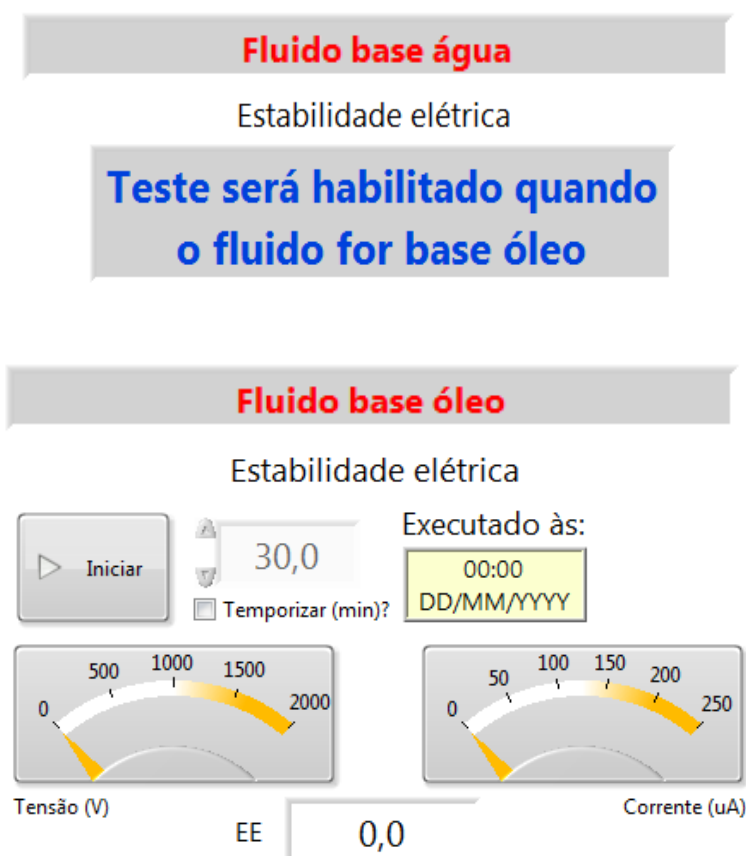 Fluido base água
Estabilidade elétrica
Teste será habilitado quando
o fluido for base óleo
Fluido base óleo
Estabilidade elétrica
Iniciar
30,0
Temporizar (min)?
Executado às:
00:00
DD/MM/YYYY
0 500 1000 1500 2000
Tensão (V)
0 50 100 150 200 250
Corrente (uA)
EE 0,0